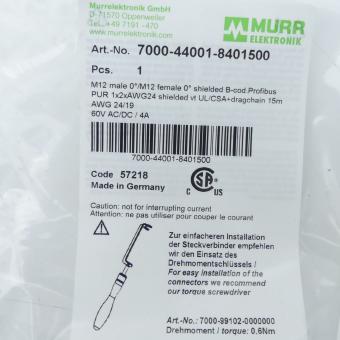 Murrelektronik GmbH
D-71570 Oppenweiler
Tel. +49 7191 - 470
www.murrelektronik.com
MURR
ELEKTRONIK
Art.-No. 7000-44001-8401500
Pcs. 1
M12 male 0°/M12 female 0° shielded B-cod.Profibus
PUR 1x2xAWG24 shielded vt UL/CSA+dragchain 15m
AWG 24/19
60V AC/DC / 4A
7000-44001-8401500
Code 57218
Made in Germany
C US
Caution: not for interrupting current
Attention: ne pas utiliser pour couper le courant
Zur einfacheren Installation
der Steckverbinder empfehlen
wir den Einsatz des
Drehmomentschlüssels /
For easy installation of the
connectors we recommend
our torque screwdriver
Art.-No.: 7000-99102-0000000
Drehmoment / torque: 0,6Nm